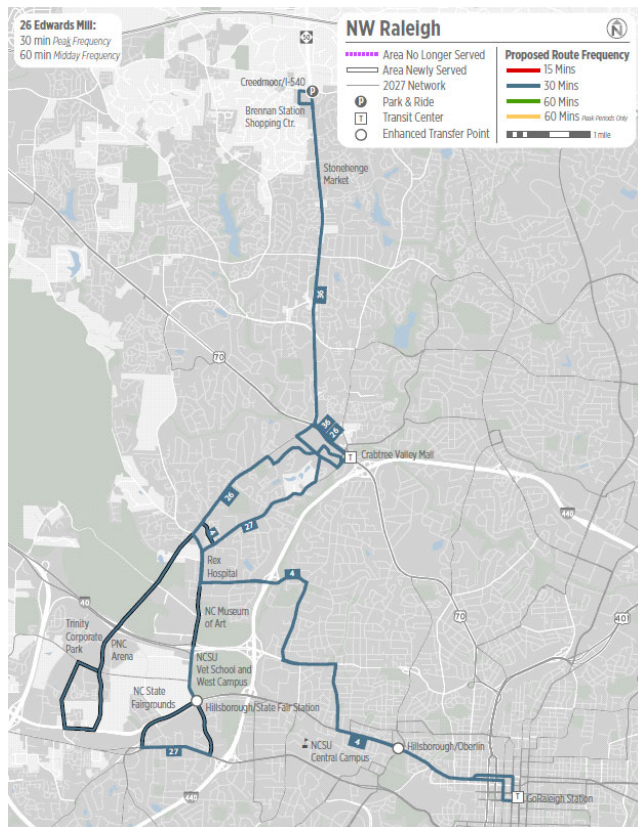 26 Edwards Mill:
30 min Peak Frequency
60 min Midday Frequency
NW Raleigh
N
Area No Longer Served
Area Newly Served
2027 Network
P Park & Ride
T Transit Center
Enhanced Transfer Point
Proposed Route Frequency
15 Mins
30 Mins
60 Mins
60 Mins Peak Periods Only
1 mile
50
Creedmoor/I-540
P
Brennan Station
Shopping Ctr.
Stonehenge
Market
36
70
36
26
T
Crabtree Valley Mall
26
4
27
440
Rex
Hospital
4
40
NC Museum
of Art
70
401
Trinity
Corporate
Park
PNC
Arena
NCSU
Vet School and
West Campus
NC State
Fairgrounds
Hillsborough/State Fair Station
27
NCSU
Central Campus
4
Hillsborough/Oberlin
440
T
GoRaleigh Station